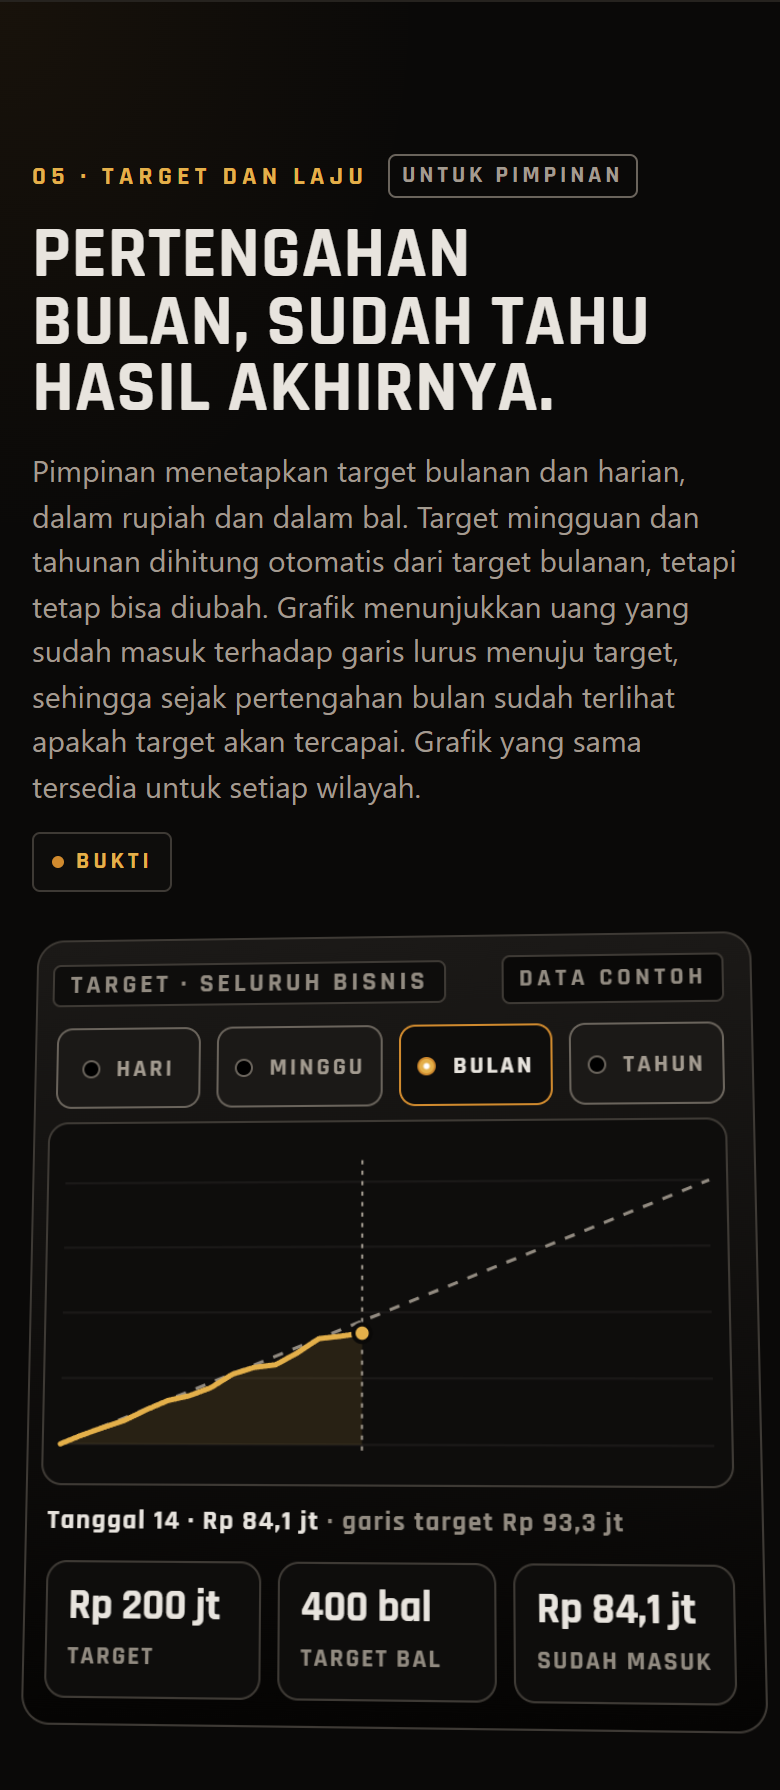 05 · TARGET DAN LAJU UNTUK PIMPINAN
PERTENGAHAN
BULAN, SUDAH TAHU
HASIL AKHIRNYA.
Pimpinan menetapkan target bulanan dan harian,
dalam rupiah dan dalam bal. Target mingguan dan
tahunan dihitung otomatis dari target bulanan, tetapi
tetap bisa diubah. Grafik menunjukkan uang yang
sudah masuk terhadap garis lurus menuju target,
sehingga sejak pertengahan bulan sudah terlihat
apakah target akan tercapai. Grafik yang sama
tersedia untuk setiap wilayah.
BUKTI
TARGET · SELURUH BISNIS DATA CONTOH
HARI MINGGU BULAN TAHUN
Tanggal 14 · Rp 84,1 jt · garis target Rp 93,3 jt
Rp 200 jt 400 bal Rp 84,1 jt
TARGET TARGET BAL SUDAH MASUK